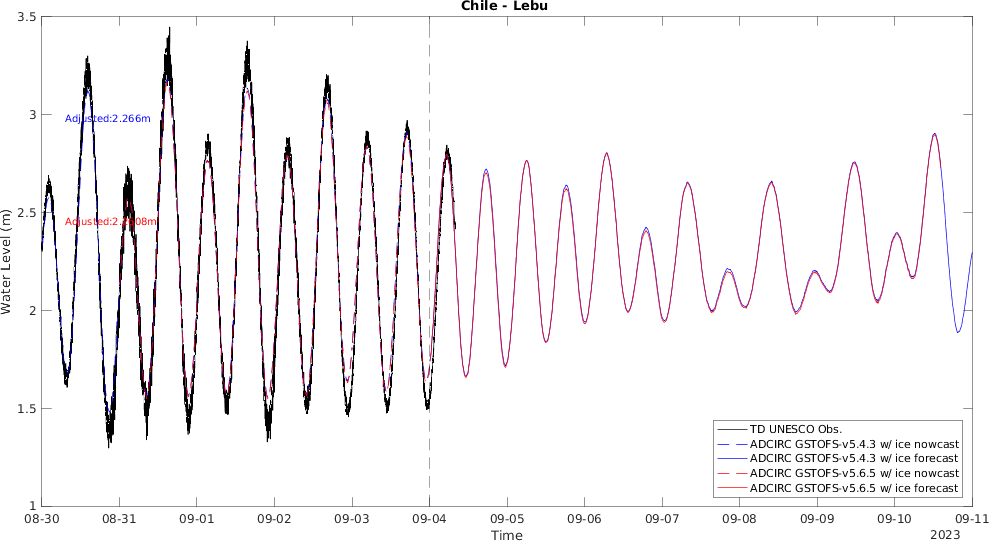 Chile - Lebu
3.5
3
2.5
2
1.5
1
Water Level (m)
Adjusted:2.266m
TD UNESCO Obs.
ADCIRC GSTOFS-v5.4.3 w/ ice nowcast
ADCIRC GSTOFS-v5.4.3 w/ ice forecast
ADCIRC GSTOFS-v5.6.5 w/ ice nowcast
ADCIRC GSTOFS-v5.6.5 w/ ice forecast
08-30 08-31 09-01 09-02 09-03 09-04 09-05 09-06 09-07 09-08 09-09 09-10 09-11
Time
2023